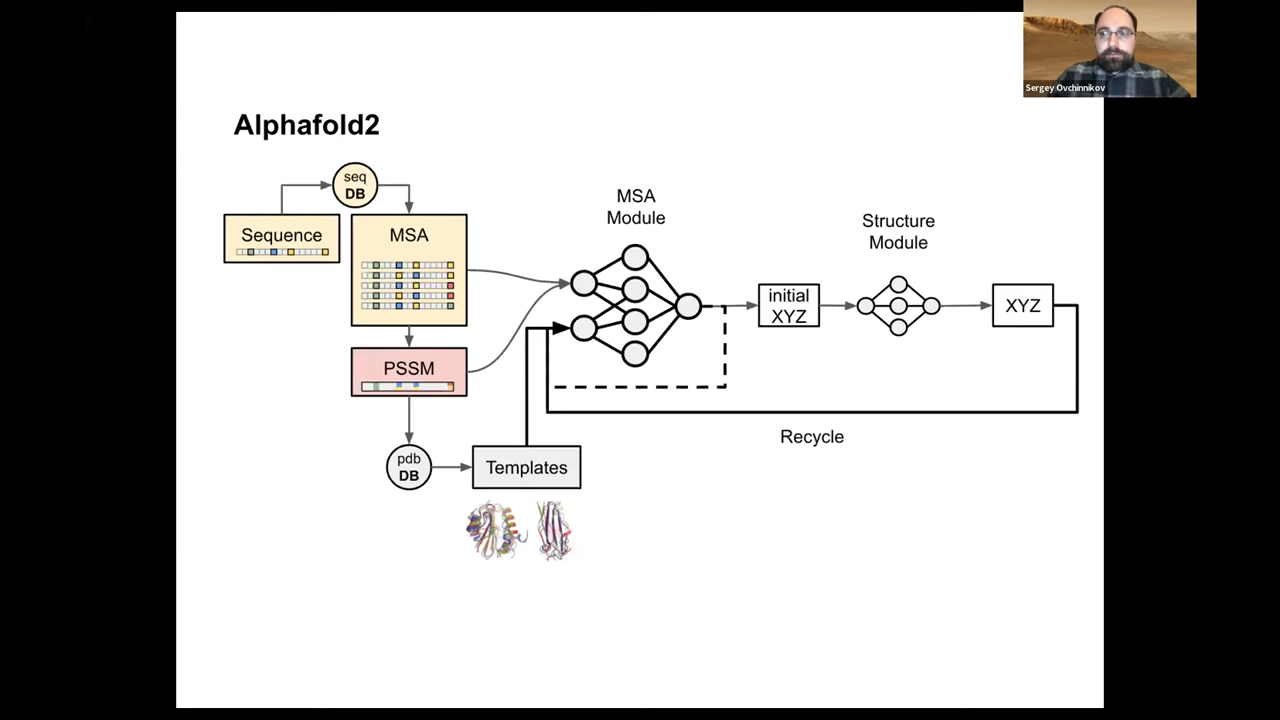 Sergey Ovchinnikov
Alphafold2
seq
DB
Sequence
MSA
PSSM
pdb
DB
Templates
MSA
Module
initial
XYZ
Structure
Module
XYZ
Recycle